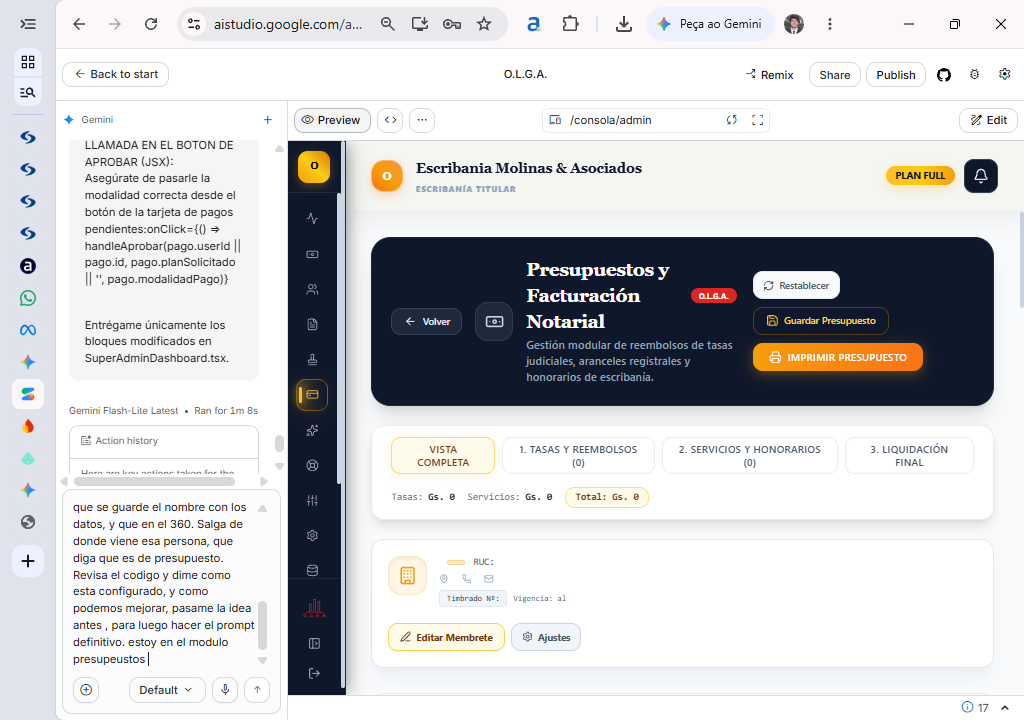 aistudio.google.com/a...
Peça ao Gemini
Back to start
O.L.G.A.
Remix
Share
Publish
Gemini
Preview
/consola/admin
Edit
LLAMADA EN EL BOTÓN DE
APROBAR (JSX):
Asegúrate de pasarle la
modalidad correcta desde el
botón de la tarjeta de pagos
pendientes:onClick={() =>
handleAprobar(pago.userId ||
pago.id, pago.planSolicitado
|| '', pago.modalidadPago)}
Entrégame únicamente los
bloques modificados en
SuperAdminDashboard.tsx.
Gemini Flash-Lite Latest • Ran for 1m 8s
Action history
Here are key actions taken for the
que se guarde el nombre con los
datos, y que en el 360. Salga de
donde viene esa persona, que
diga que es de presupuesto.
Revisa el codigo y dime como
esta configurado, y como
podemos mejorar, pasame la idea
antes , para luego hacer el prompt
definitivo. estoy en el modulo
presupeustos
Default
O
O
Escribania Molinas & Asociados
ESCRIBANÍA TITULAR
PLAN FULL
Volver
Presupuestos y
Facturación
Notarial
O.L.G.A.
Gestión modular de reembolsos de tasas
judiciales, aranceles registrales y
honorarios de escribanía.
Restablecer
Guardar Presupuesto
IMPRIMIR PRESUPUESTO
VISTA
COMPLETA
1. TASAS Y REEMBOLSOS
(0)
2. SERVICIOS Y HONORARIOS
(0)
3. LIQUIDACIÓN
FINAL
Tasas: Gs. 0 Servicios: Gs. 0 Total: Gs. 0
RUC:
Timbrado Nº: Vigencia: al
Editar Membrete
Ajustes
17